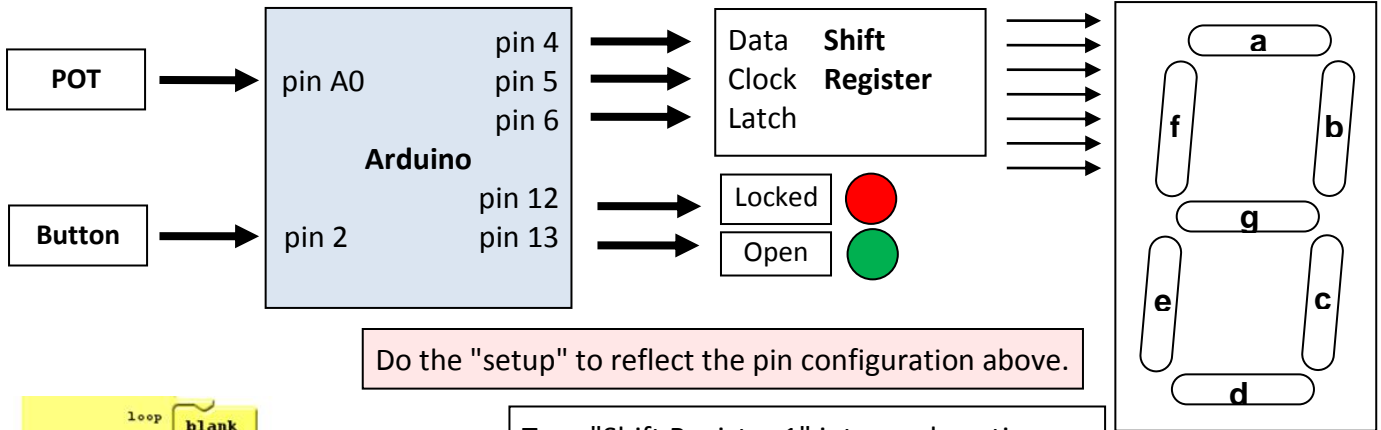 POT
pin A0
pin 4
pin 5
pin 6
Arduino
pin 12
pin 13
Button
pin 2
Data Shift
Clock Register
Latch
Locked
Open
a
f
b
g
e
c
d
Do the "setup" to reflect the pin configuration above.
loop
blank